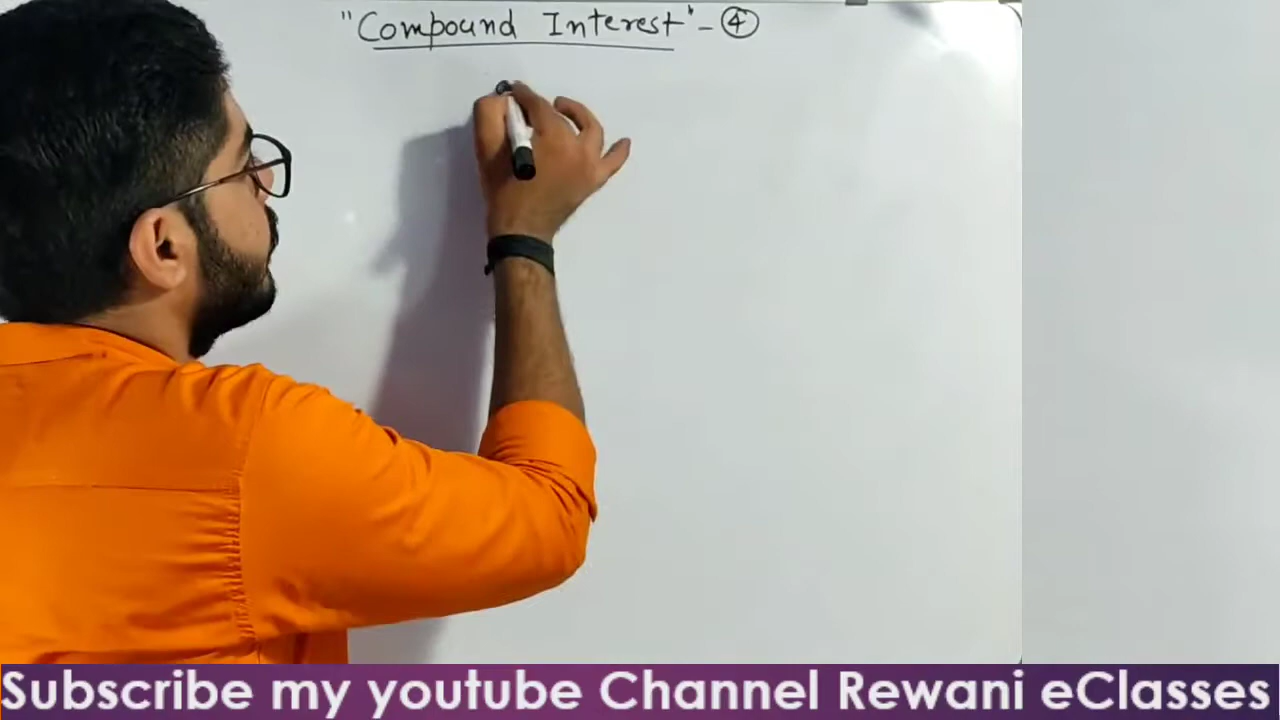 "Compound Interest" - ④
Subscribe my youtube Channel Rewani eClasses